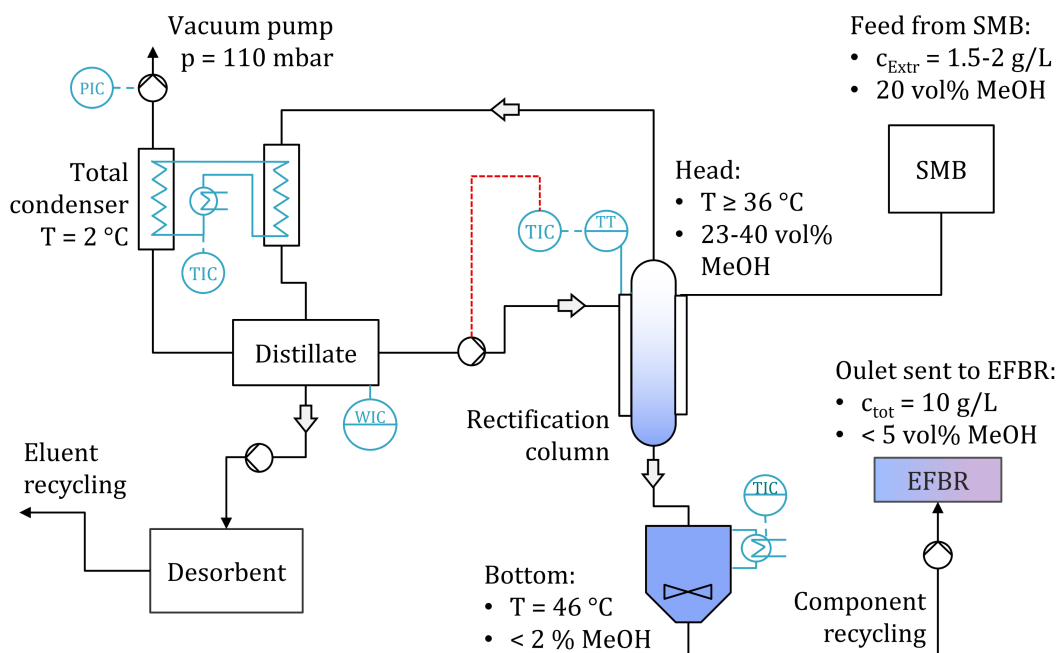 Vacuum pump
p = 110 mbar
PIC
Total
condenser
T = 2 °C
TIC
Feed from SMB:
• c_Extr = 1.5-2 g/L
• 20 vol% MeOH
SMB
Head:
• T ≥ 36 °C
• 23-40 vol%
MeOH
TIC
TT
Distillate
WIC
Rectification
column
Oulet sent to EFBR:
• c_tot = 10 g/L
• < 5 vol% MeOH
EFBR
Eluent
recycling
Desorbent
TIC
Bottom:
• T = 46 °C
• < 2 % MeOH
Component
recycling